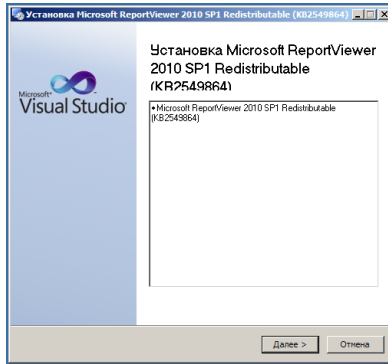 Установка Microsoft ReportViewer 2010 SP1 Redistributable (KB2549864)
Установка Microsoft ReportViewer
2010 SP1 Redistributable
(KB2549864)
Microsoft®
Visual Studio®
• Microsoft ReportViewer 2010 SP1 Redistributable
(KB2549864)
Далее >
Отмена